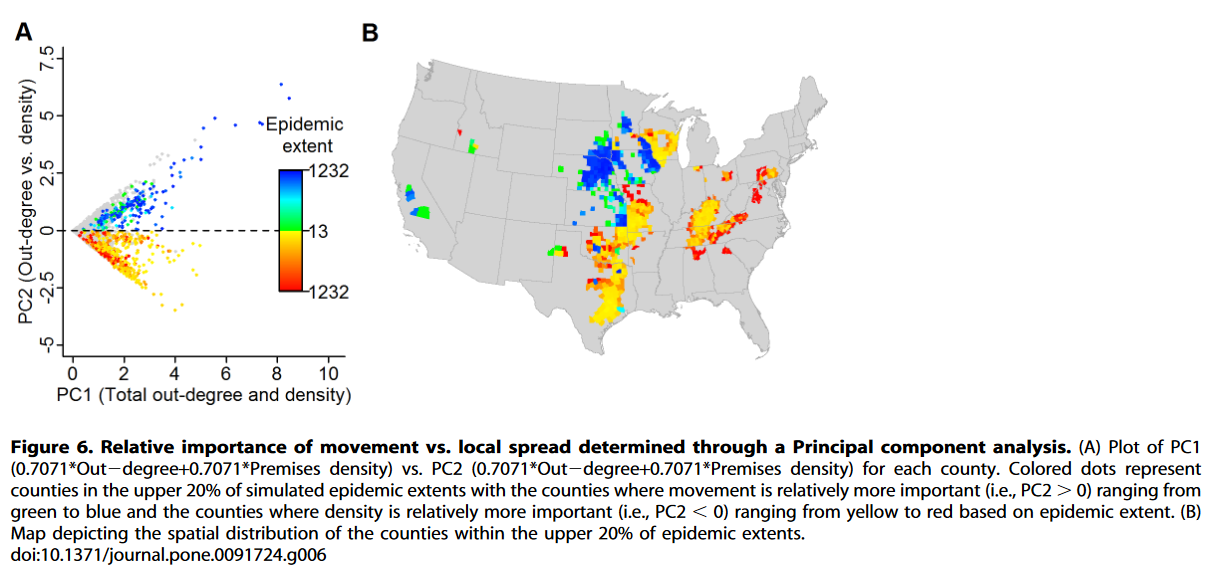 A
B
7.5
5
2.5
0
-2.5
-5
PC2 (Out-degree vs. density)
Epidemic
extent
1232
13
1232
0 2 4 6 8 10
PC1 (Total out-degree and density)
Figure 6. Relative importance of movement vs. local spread determined through a Principal component analysis. (A) Plot of PC1
(0.7071*Out−degree+0.7071*Premises density) vs. PC2 (0.7071*Out−degree+0.7071*Premises density) for each county. Colored dots represent
counties in the upper 20% of simulated epidemic extents with the counties where movement is relatively more important (i.e., PC2 > 0) ranging from
green to blue and the counties where density is relatively more important (i.e., PC2 < 0) ranging from yellow to red based on epidemic extent. (B)
Map depicting the spatial distribution of the counties within the upper 20% of epidemic extents.
doi:10.1371/journal.pone.0091724.g006